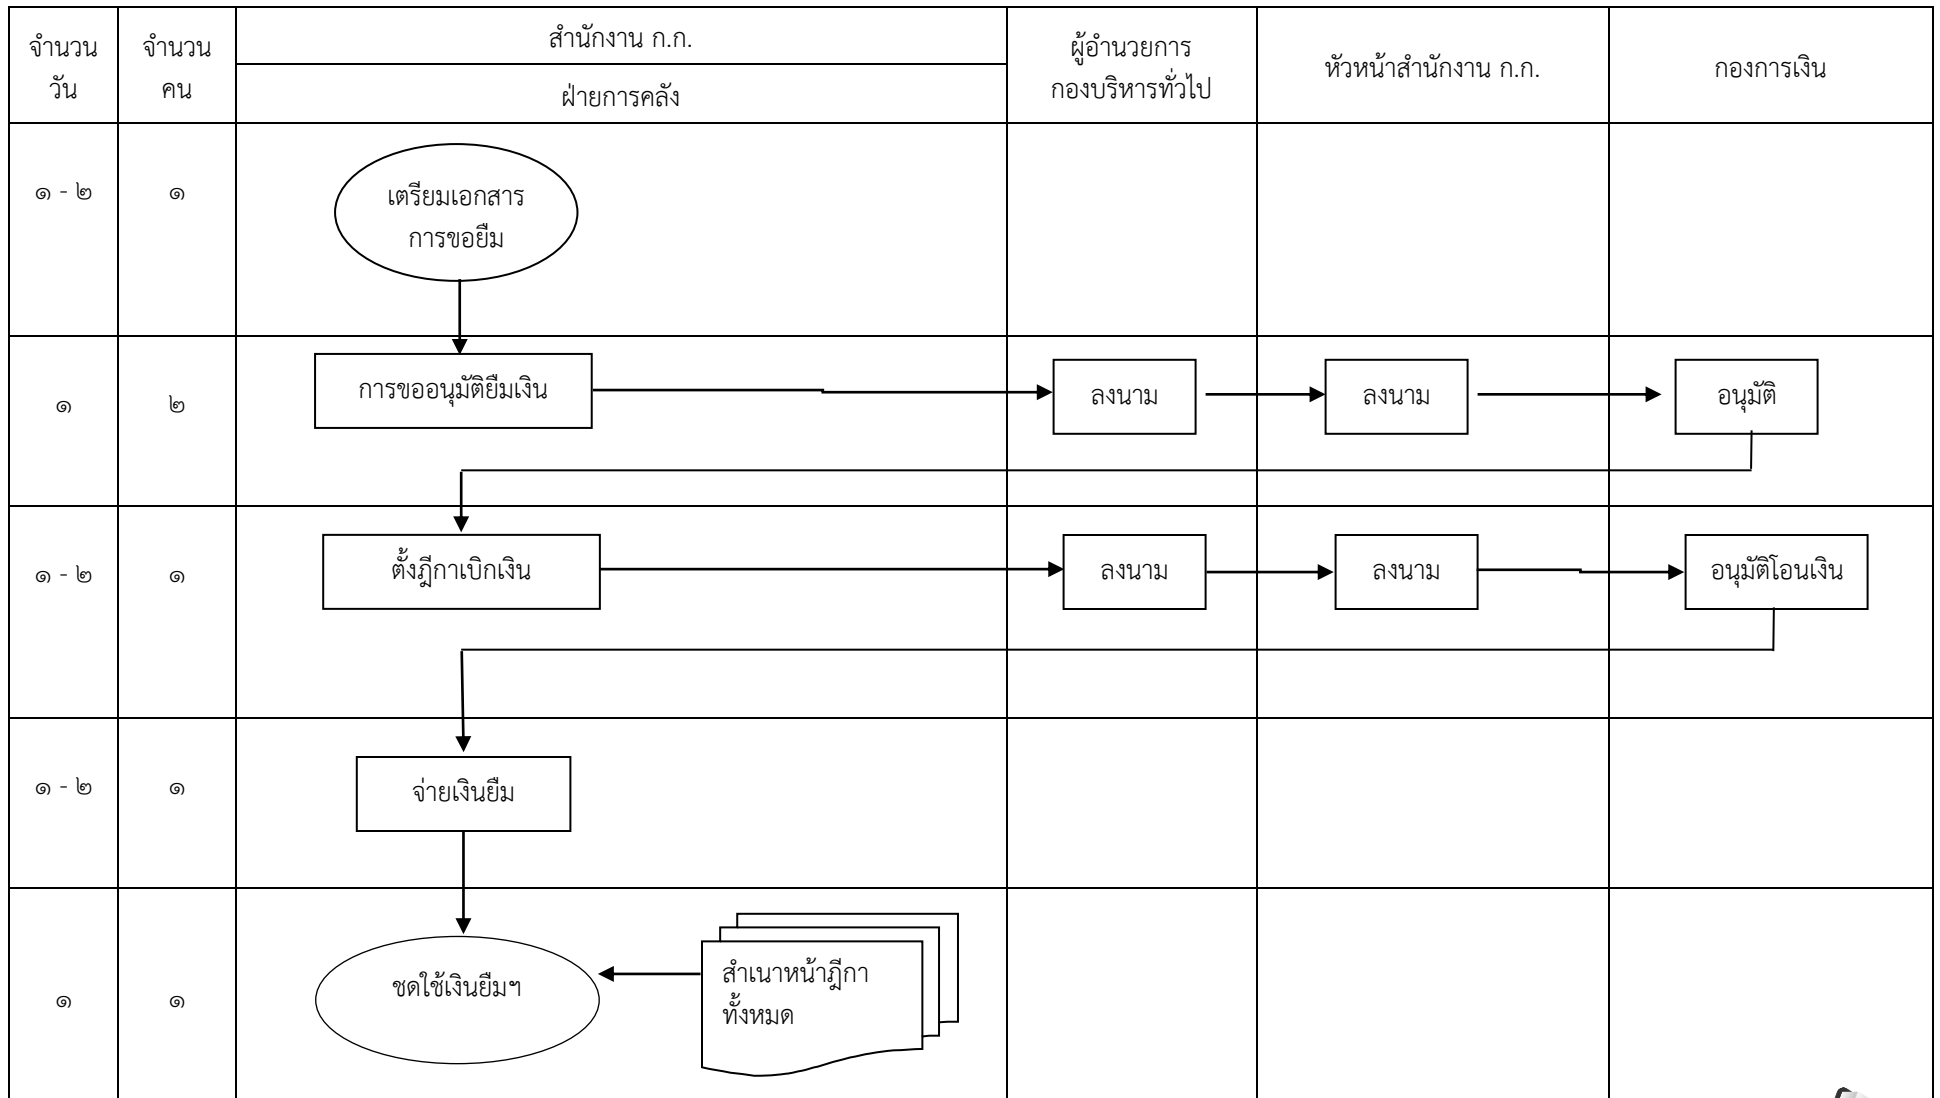 จำนวน
วัน
จำนวน
คน
สำนักงาน ก.ก.
ฝ่ายการคลัง
ผู้อำนวยการ
กองบริหารทั่วไป
หัวหน้าสำนักงาน ก.ก.
กองการเงิน
๑ - ๒
๑
เตรียมเอกสาร
การขอยืม
๑
๒
การขออนุมัติยืมเงิน
ลงนาม
ลงนาม
อนุมัติ
๑ - ๒
๑
ตั้งฎีกาเบิกเงิน
ลงนาม
ลงนาม
อนุมัติโอนเงิน
๑ - ๒
๑
จ่ายเงินยืม
๑
๑
ชดใช้เงินยืมฯ
สำเนาหน้าฎีกา
ทั้งหมด